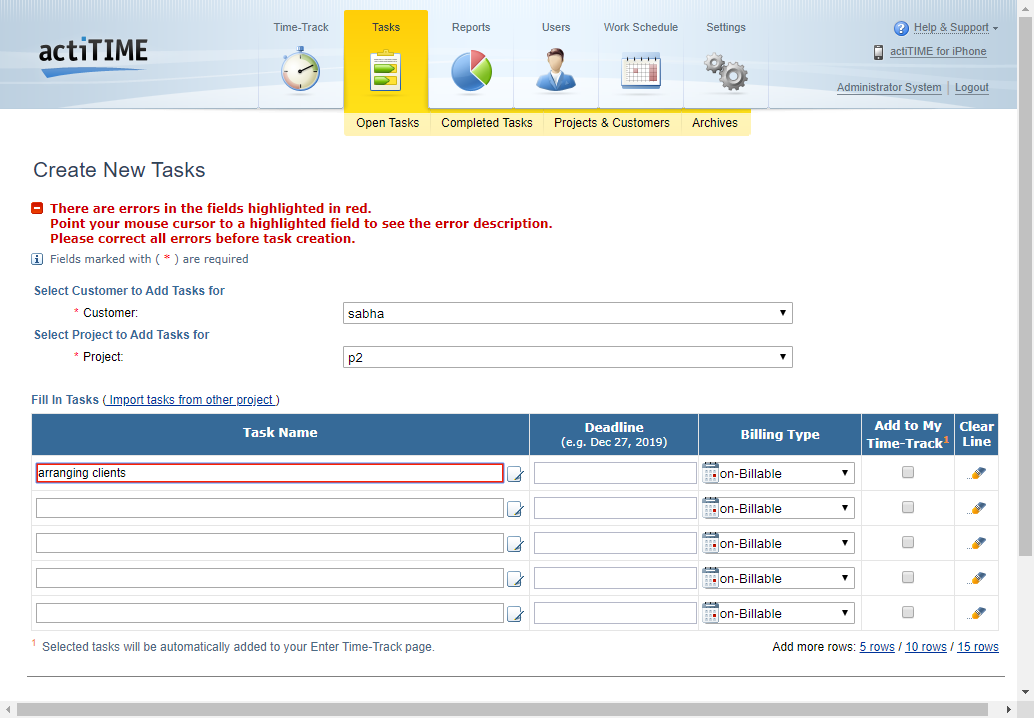 actiTIME
Time-Track
Tasks
Reports
Users
Work Schedule
Settings
? Help & Support
actiTIME for iPhone
Administrator System | Logout
Open Tasks
Completed Tasks
Projects & Customers
Archives
Create New Tasks
There are errors in the fields highlighted in red.
Point your mouse cursor to a highlighted field to see the error description.
Please correct all errors before task creation.
i Fields marked with ( * ) are required
Select Customer to Add Tasks for
* Customer: sabha
Select Project to Add Tasks for
* Project: p2
Fill In Tasks ( Import tasks from other project )
Task Name
Deadline
(e.g. Dec 27, 2019)
Billing Type
Add to My
Time-Track1
Clear
Line
arranging clients on-Billable
on-Billable
on-Billable
on-Billable
on-Billable
1 Selected tasks will be automatically added to your Enter Time-Track page.
Add more rows: 5 rows / 10 rows / 15 rows